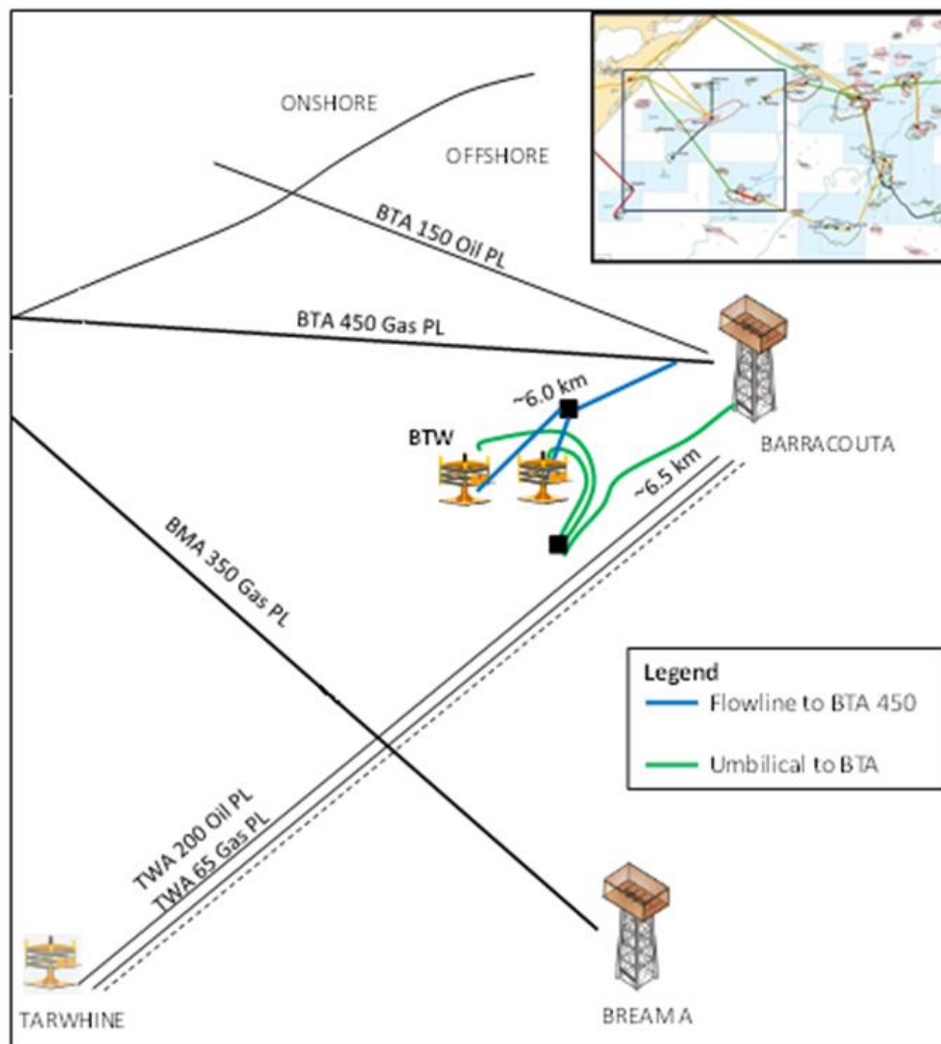 ONSHORE
OFFSHORE
BTA 150 Oil PL
BTA 450 Gas PL
~6.0 km
BTW
BARRACOUTA
~6.5 km
BMA 350 Gas PL
Legend
Flowline to BTA 450
Umbilical to BTA
TWA 200 Oil PL
TWA 65 Gas PL
TARWHINE
BREAM A